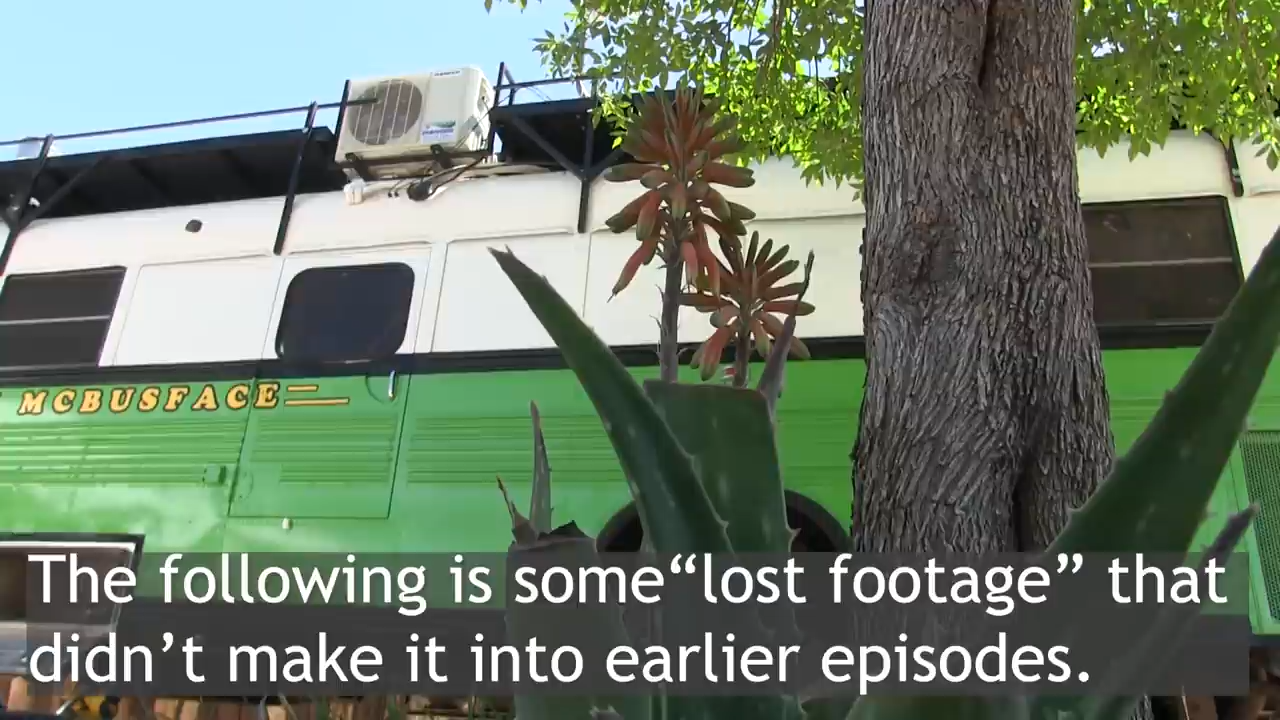 MCBUSFACE
The following is some“lost footage” that
didn’t make it into earlier episodes.